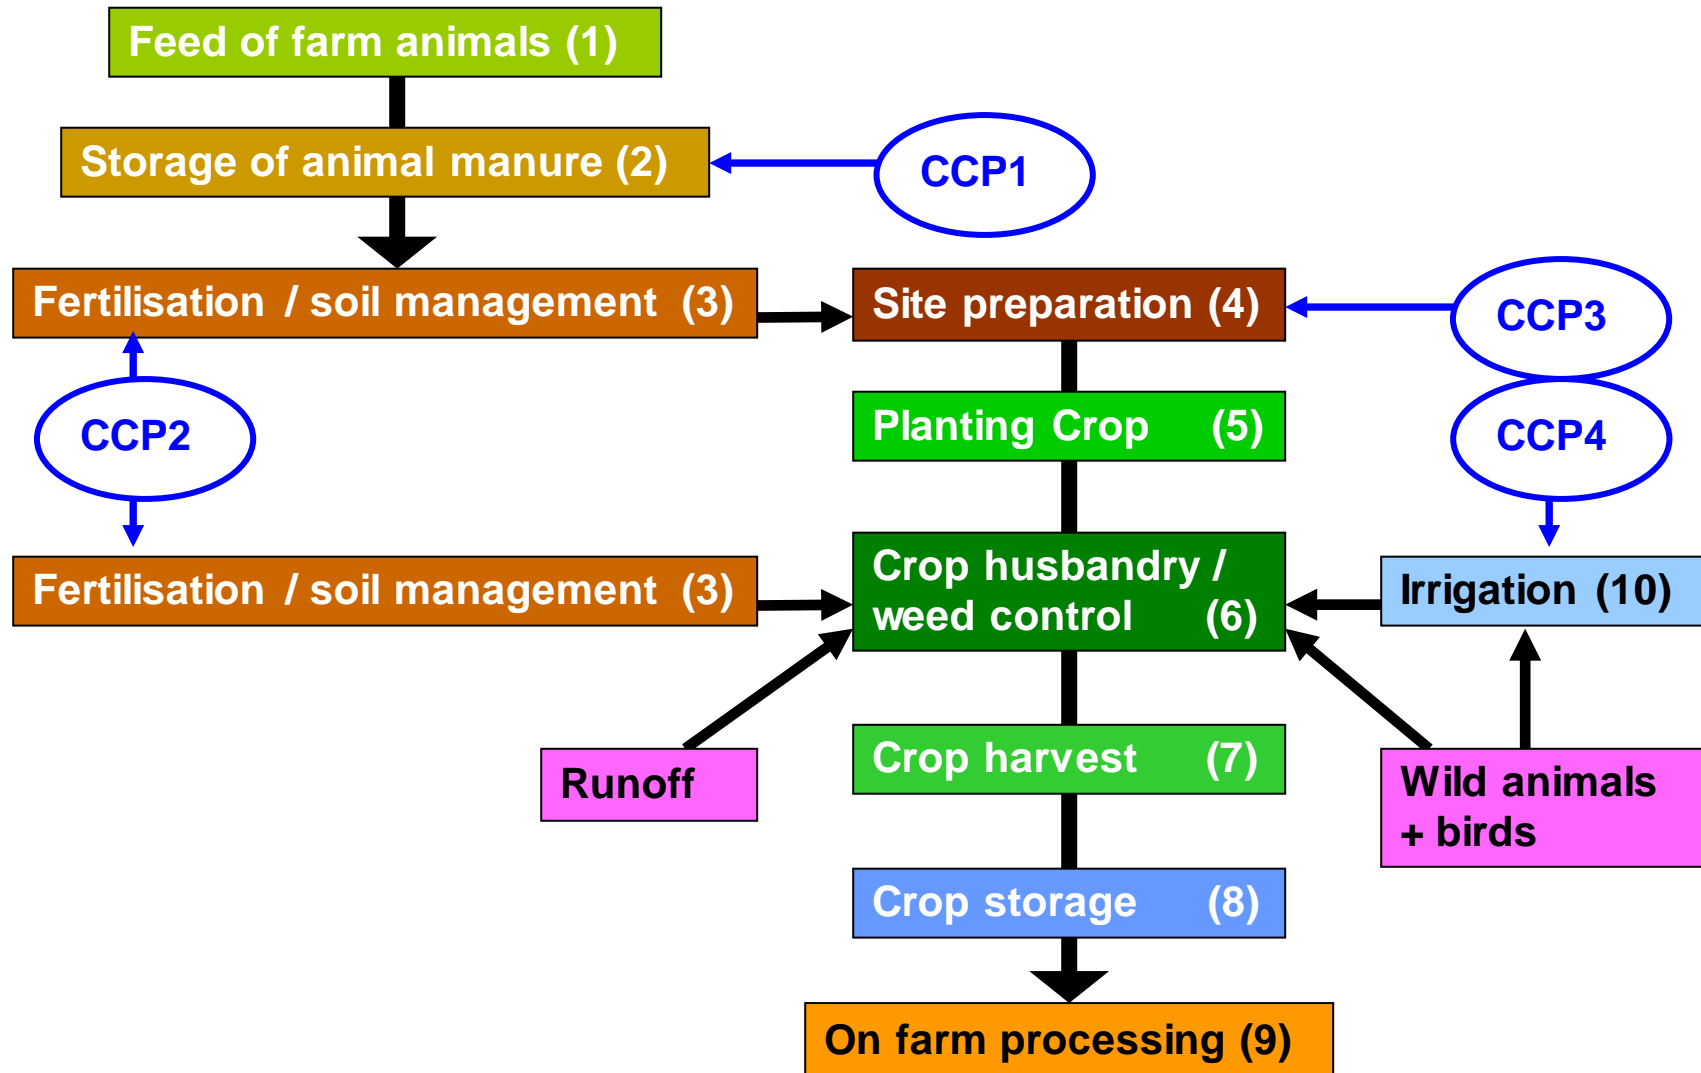 Feed of farm animals (1)
Storage of animal manure (2)
CCP1
Fertilisation / soil management (3)
Site preparation (4)
CCP3
Planting Crop (5)
CCP2
CCP4
Fertilisation / soil management (3)
Crop husbandry /
weed control (6)
Irrigation (10)
Runoff
Crop harvest (7)
Wild animals
+ birds
Crop storage (8)
On farm processing (9)